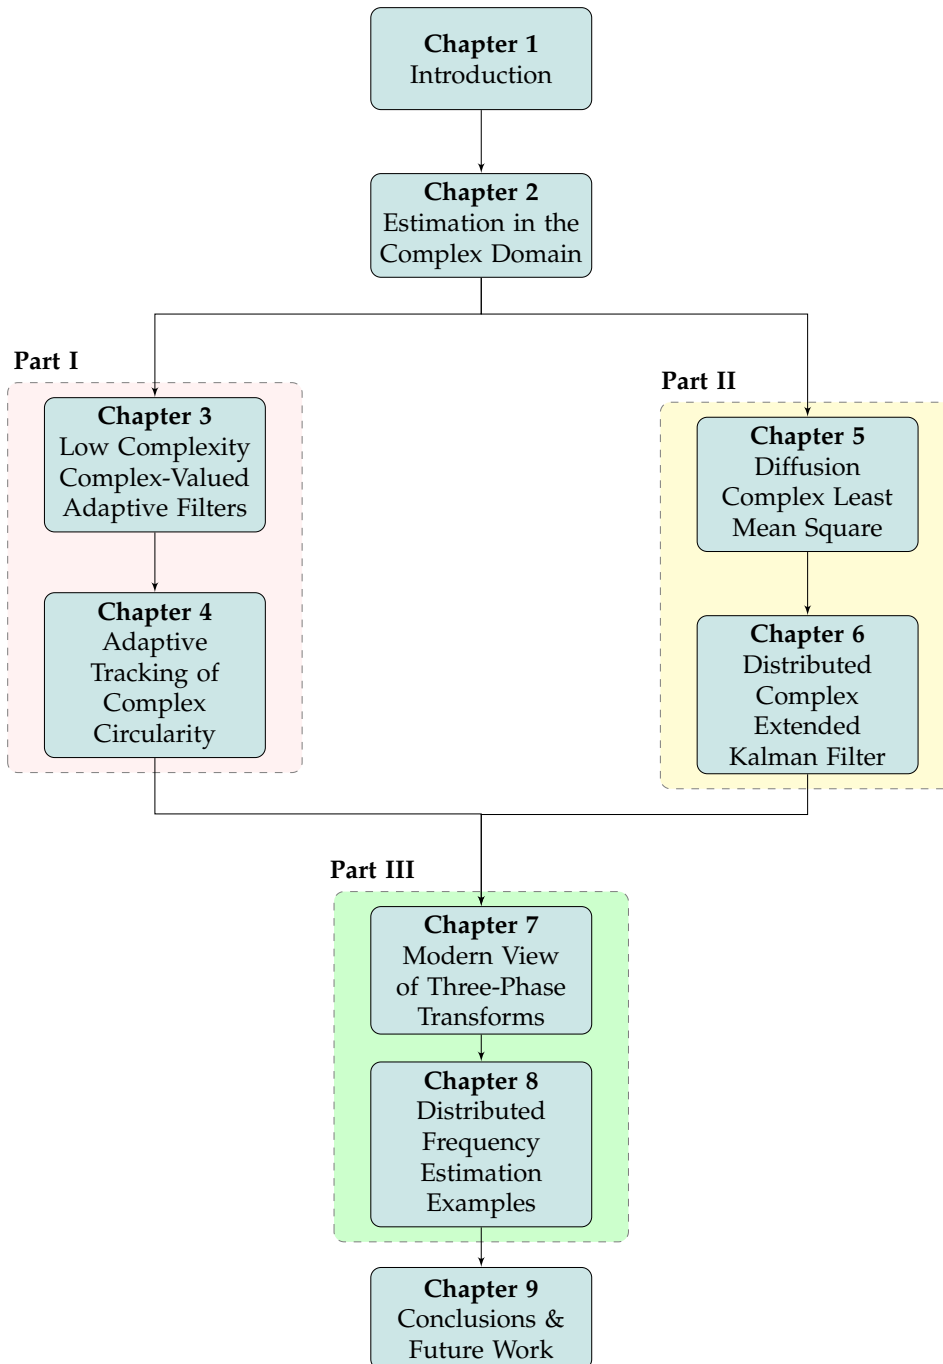 Chapter 1
Introduction
Chapter 2
Estimation in the
Complex Domain
Part I
Chapter 3
Low Complexity
Complex-Valued
Adaptive Filters
Chapter 4
Adaptive
Tracking of
Complex
Circularity
Part II
Chapter 5
Diffusion
Complex Least
Mean Square
Chapter 6
Distributed
Complex
Extended
Kalman Filter
Part III
Chapter 7
Modern View
of Three-Phase
Transforms
Chapter 8
Distributed
Frequency
Estimation
Examples
Chapter 9
Conclusions &
Future Work